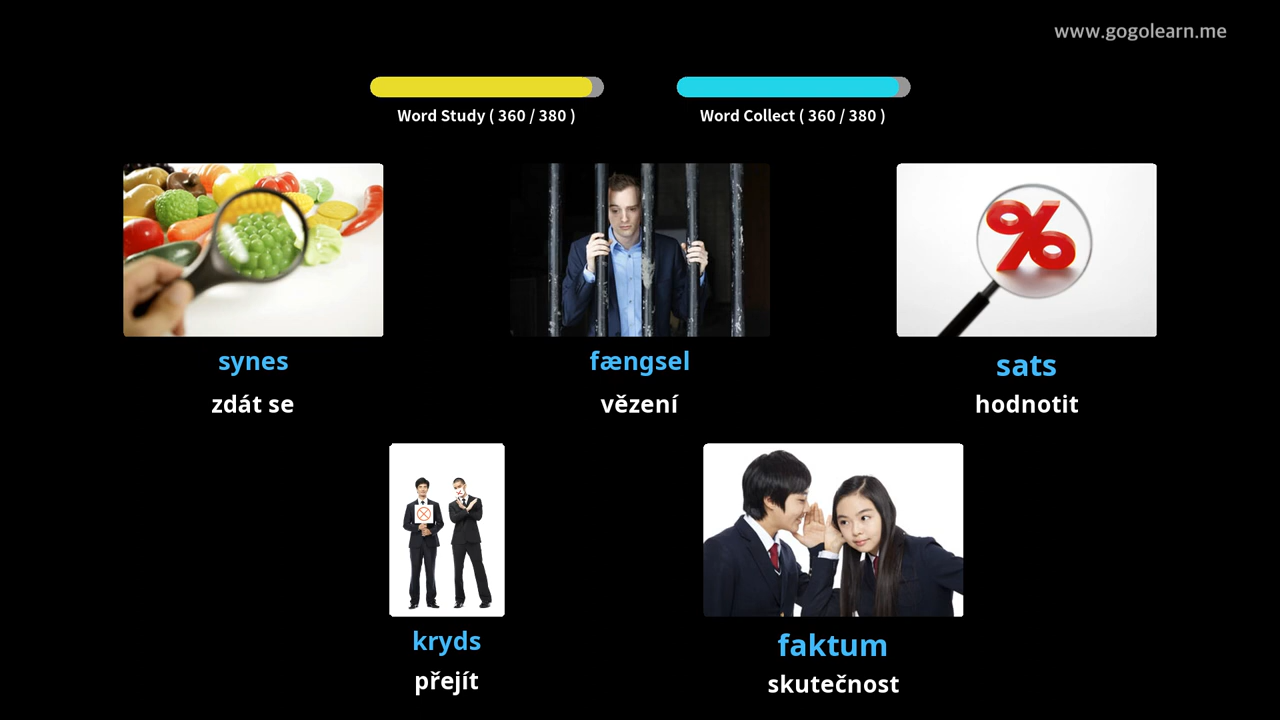 www.gogolearn.me
Word Study ( 360 / 380 )
Word Collect ( 360 / 380 )
synes
zdát se
fængsel
vězení
sats
hodnotit
kryds
přejít
faktum
skutečnost